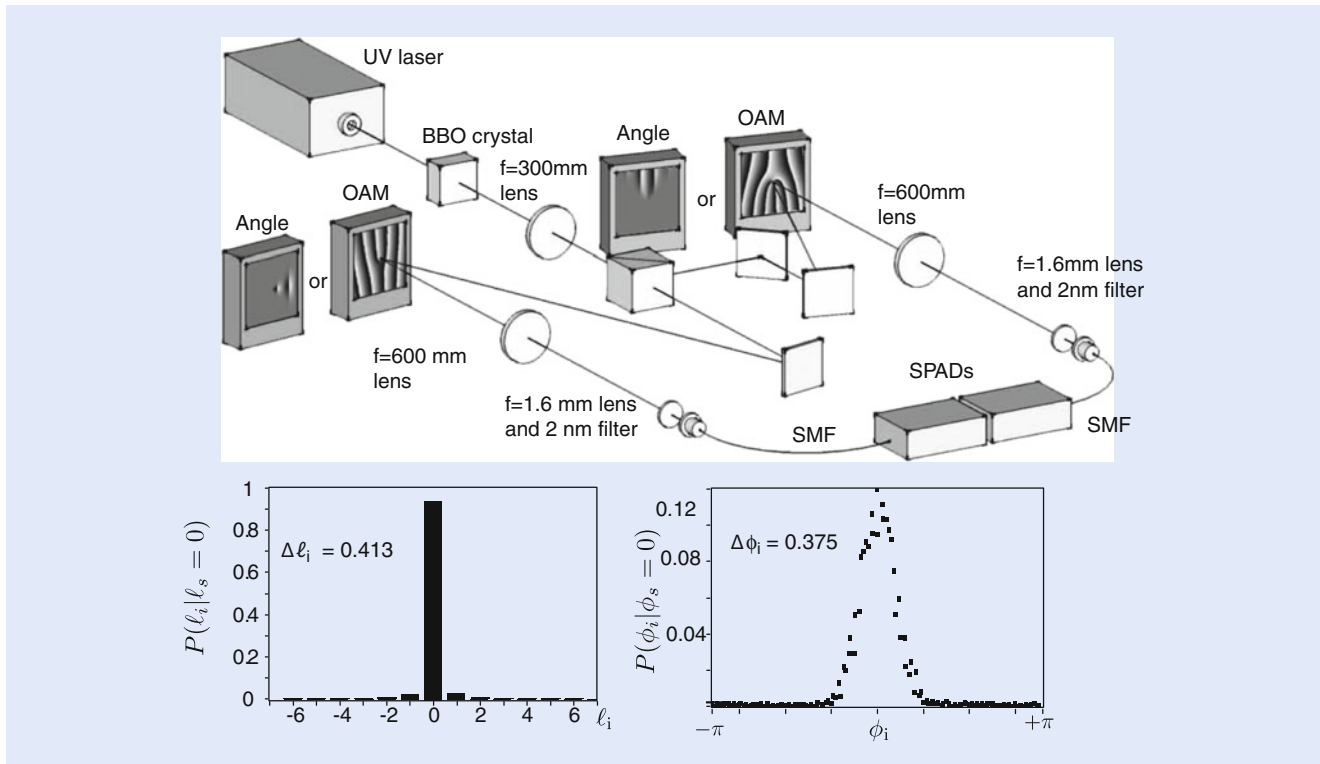 UV laser
BBO crystal
f=300mm
lens
Angle
or
OAM
f=600mm
lens
f=1.6mm lens
and 2nm filter
Angle
or
OAM
f=600 mm
lens
f=1.6 mm lens
and 2 nm filter
SMF
SPADs
SMF
P(ℓi|ℓs = 0)
1
0.8
0.6
0.4
0.2
0
Δℓi = 0.413
-6 -4 -2 0 2 4 6 ℓi
P(ϕi|ϕs = 0)
0.12
0.08
0.04
Δϕi = 0.375
−π ϕi +π